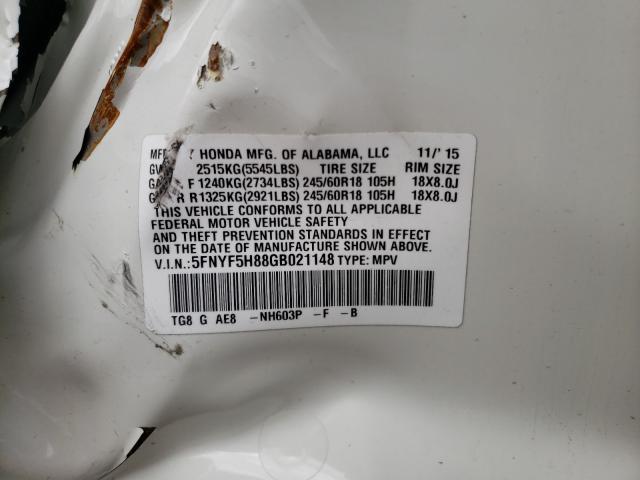 Y HONDA MFG. OF ALABAMA, LLC 11/'15
2515KG(5545LBS) TIRE SIZE RIM SIZE
F 1240KG(2734LBS) 245/60R18 105H 18X8.0J
R R1325KG(2921LBS) 245/60R18 105H 18X8.0J
THIS VEHICLE CONFORMS TO ALL APPLICABLE
FEDERAL MOTOR VEHICLE SAFETY
AND THEFT PREVENTION STANDARDS IN EFFECT
ON THE DATE OF MANUFACTURE SHOWN ABOVE.
V.I.N.:5FNYF5H88GB021148 TYPE: MPV
TG8 G AE8 -NH603P -F -B